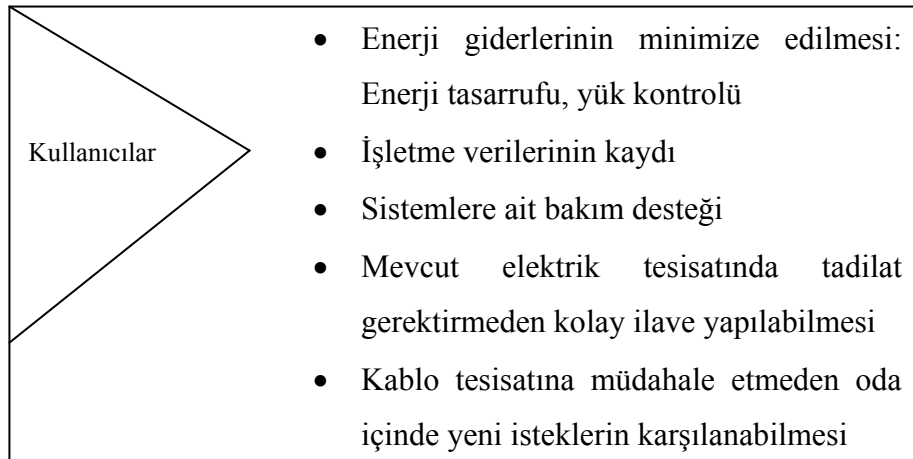 Kullanıcılar
• Enerji giderlerinin minimize edilmesi:
Enerji tasarrufu, yük kontrolü
• İşletme verilerinin kaydı
• Sistemlere ait bakım desteği
• Mevcut elektrik tesisatında tadilat
gerektirmeden kolay ilave yapılabilmesi
• Kablo tesisatına müdahale etmeden oda
içinde yeni isteklerin karşılanabilmesi